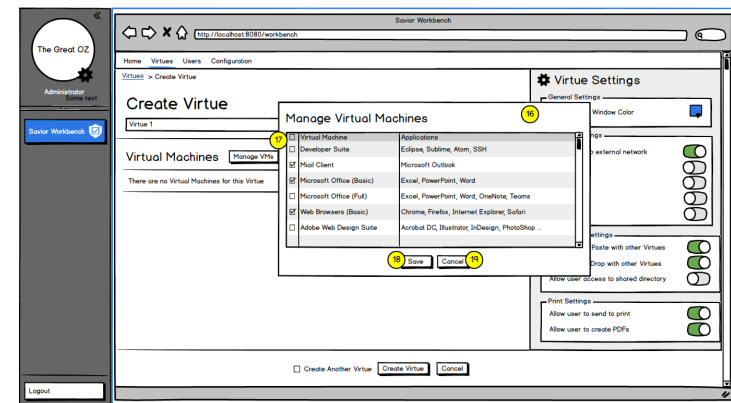 Savior Workbench
http://localhost:8080/workbench
The Great OZ
Administrator
Some text
Savior Workbench
Logout
Home Virtues Users Configuration
Virtues > Create Virtue
Create Virtue
Virtue 1
Virtual Machines Manage VMs
There are no Virtual Machines for this Virtue
Manage Virtual Machines
16
17
Virtual Machine Applications
Developer Suite Eclipse, Sublime, Atom, SSH
Mail Client Microsoft Outlook
Microsoft Office (Basic) Excel, PowerPoint, Word
Microsoft Office (Full) Excel, PowerPoint, Word, OneNote, Teams
Web Browsers (Basic) Chrome, Firefox, Internet Explorer, Safari
Adobe Web Design Suite Acrobat DC, Illustrator, InDesign, PhotoShop ...
18 Save Cancel 19
Virtue Settings
General Settings
Window Color
ngs
external network
ettings
Paste with other Virtues
Drop with other Virtues
Allow user access to shared directory
Print Settings
Allow user to send to print
Allow user to create PDFs
Create Another Virtue Create Virtue Cancel